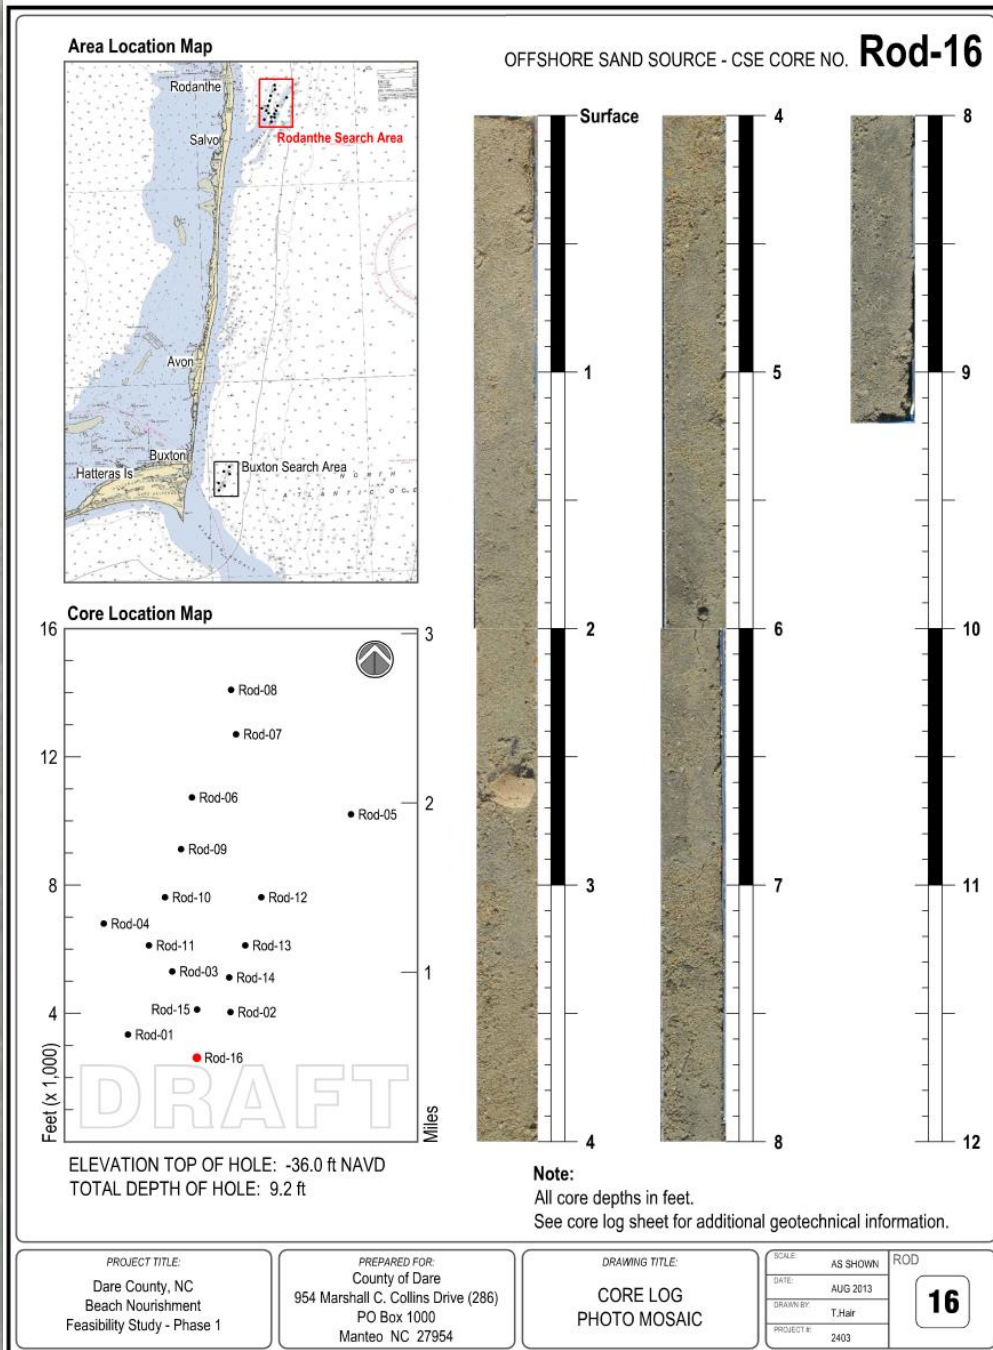 Area Location Map
OFFSHORE SAND SOURCE - CSE CORE NO. Rod-16
Rodanthe
Rodanthe Search Area
Salvo
Avon
Buxton
Buxton Search Area
Hatteras Is
Surface
1
2
3
4
4
5
6
7
8
8
9
10
11
12
Core Location Map
16
12
8
4
Feet (x 1,000)
3
2
1
Miles
Rod-08
Rod-07
Rod-06
Rod-05
Rod-09
Rod-10
Rod-12
Rod-04
Rod-11
Rod-13
Rod-03
Rod-14
Rod-15
Rod-02
Rod-01
Rod-16
DRAFT
ELEVATION TOP OF HOLE: -36.0 ft NAVD
TOTAL DEPTH OF HOLE: 9.2 ft
Note:
All core depths in feet.
See core log sheet for additional geotechnical information.
PROJECT TITLE:
Dare County, NC
Beach Nourishment
Feasibility Study - Phase 1
PREPARED FOR:
County of Dare
954 Marshall C. Collins Drive (286)
PO Box 1000
Manteo NC 27954
DRAWING TITLE:
CORE LOG
PHOTO MOSAIC
SCALE: AS SHOWN
DATE: AUG 2013
DRAWN BY: T.Hair
PROJECT #: 2403
ROD
16